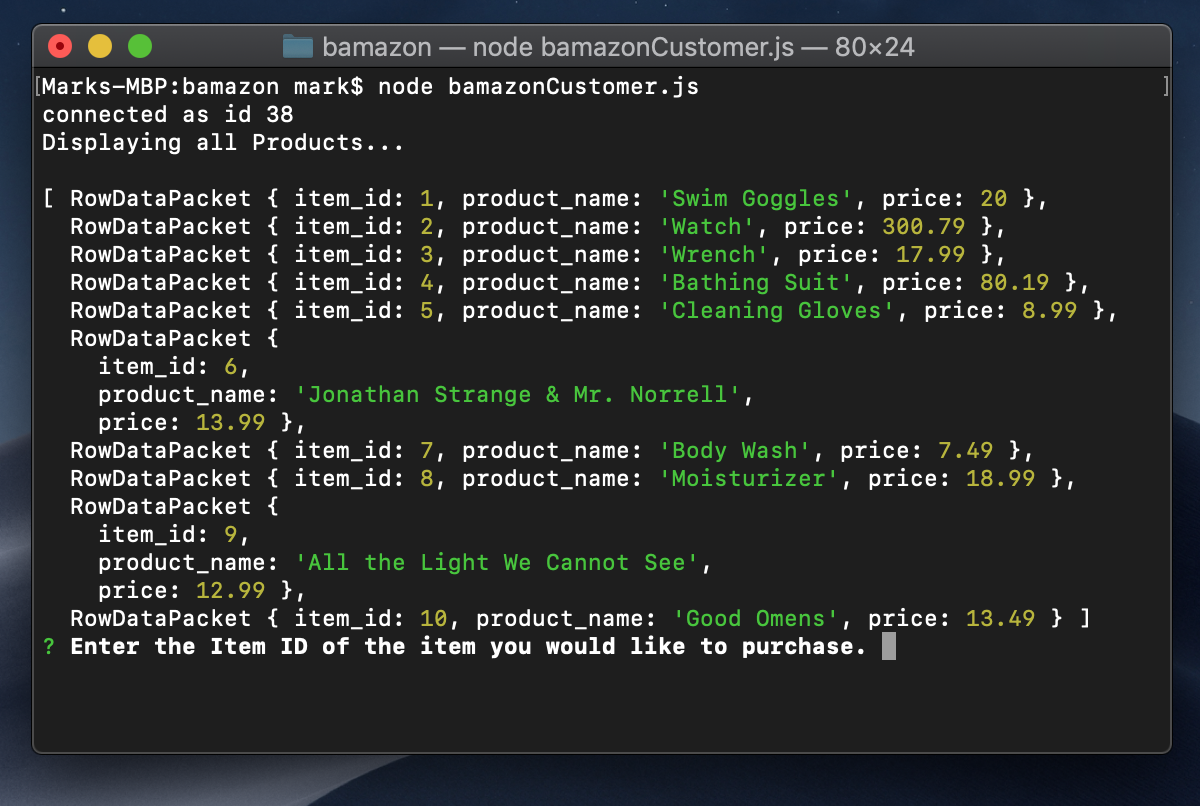 bamazon — node bamazonCustomer.js — 80×24
[Marks-MBP:bamazon mark$ node bamazonCustomer.js ]
connected as id 38
Displaying all Products...
[ RowDataPacket { item_id: 1, product_name: 'Swim Goggles', price: 20 },
  RowDataPacket { item_id: 2, product_name: 'Watch', price: 300.79 },
  RowDataPacket { item_id: 3, product_name: 'Wrench', price: 17.99 },
  RowDataPacket { item_id: 4, product_name: 'Bathing Suit', price: 80.19 },
  RowDataPacket { item_id: 5, product_name: 'Cleaning Gloves', price: 8.99 },
  RowDataPacket {
    item_id: 6,
    product_name: 'Jonathan Strange & Mr. Norrell',
    price: 13.99 },
  RowDataPacket { item_id: 7, product_name: 'Body Wash', price: 7.49 },
  RowDataPacket { item_id: 8, product_name: 'Moisturizer', price: 18.99 },
  RowDataPacket {
    item_id: 9,
    product_name: 'All the Light We Cannot See',
    price: 12.99 },
  RowDataPacket { item_id: 10, product_name: 'Good Omens', price: 13.49 } ]
? Enter the Item ID of the item you would like to purchase.